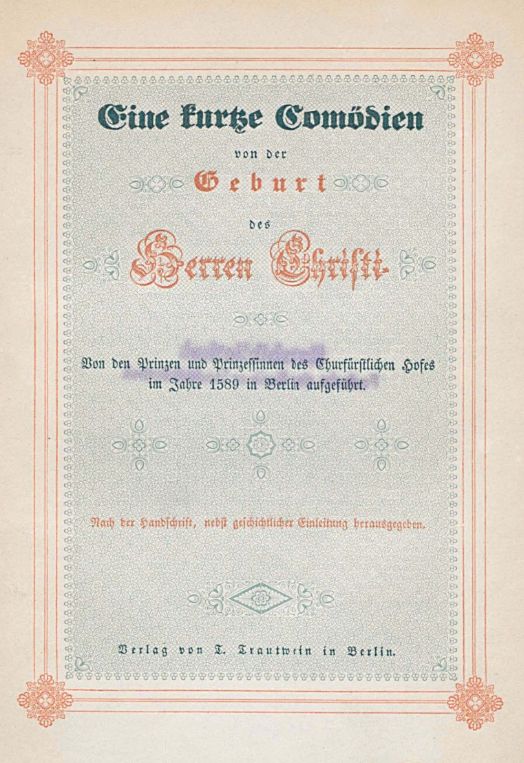 Eine kurtze Comödien
von der
Geburt
des
Herren Christi.
Von den Prinzen und Prinzessinnen des Churfürstlichen Hofes
im Jahre 1589 in Berlin aufgeführt.
Nach der Handschrift, nebst geschichtlicher Einleitung herausgegeben.
Verlag von T. Trautwein in Berlin.